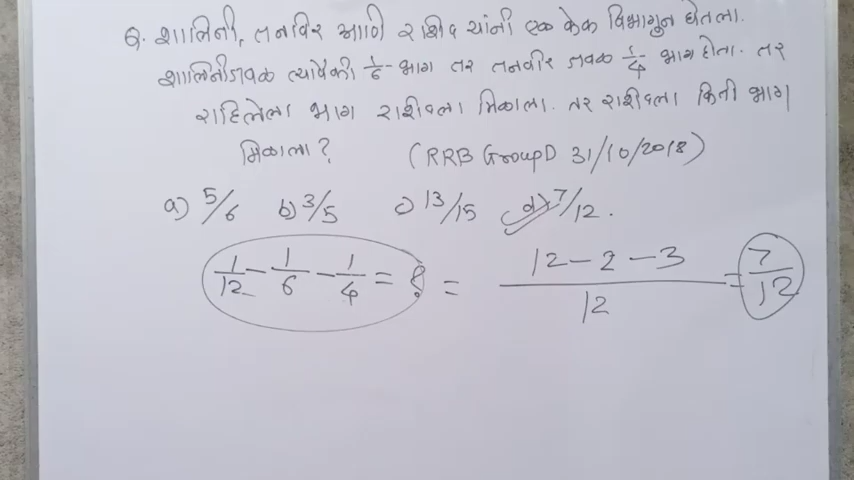 Q. शालिनी, तनविर आणि राशिद यांनी एक केक विभागून घेतला.
शालिनीजवळ त्यापैकी 1/6 भाग तर तनवीर जवळ 1/4 भाग होता. तर
राहिलेला भाग राशिदला मिळाला. तर राशिदला किती भाग
मिळाला? (RRB GroupD 31/10/2018)
a) 5/6 b) 3/5 c) 13/15 d) 7/12.
1/12 - 1/6 - 1/4 = ? = 12-2-3/12 = 7/12